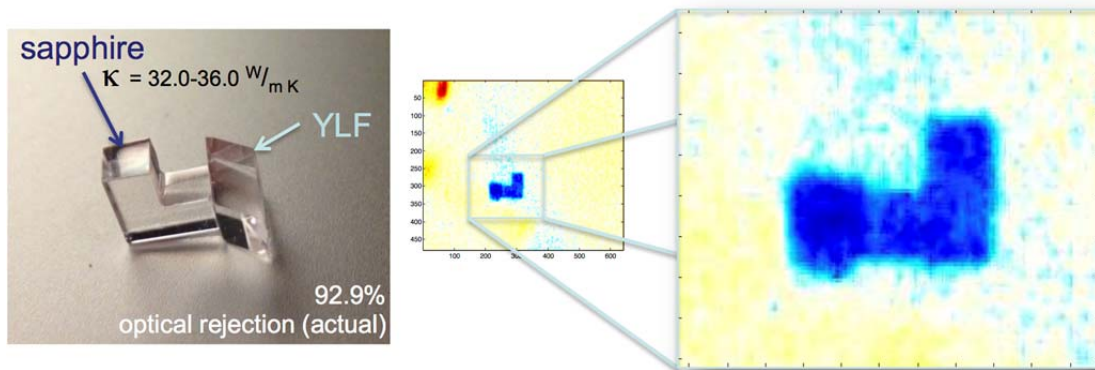 sapphire
κ = 32.0-36.0 W/m K
YLF
92.9%
optical rejection (actual)
50
100
150
200
250
300
350
400
450
100 200 300 400 500 600